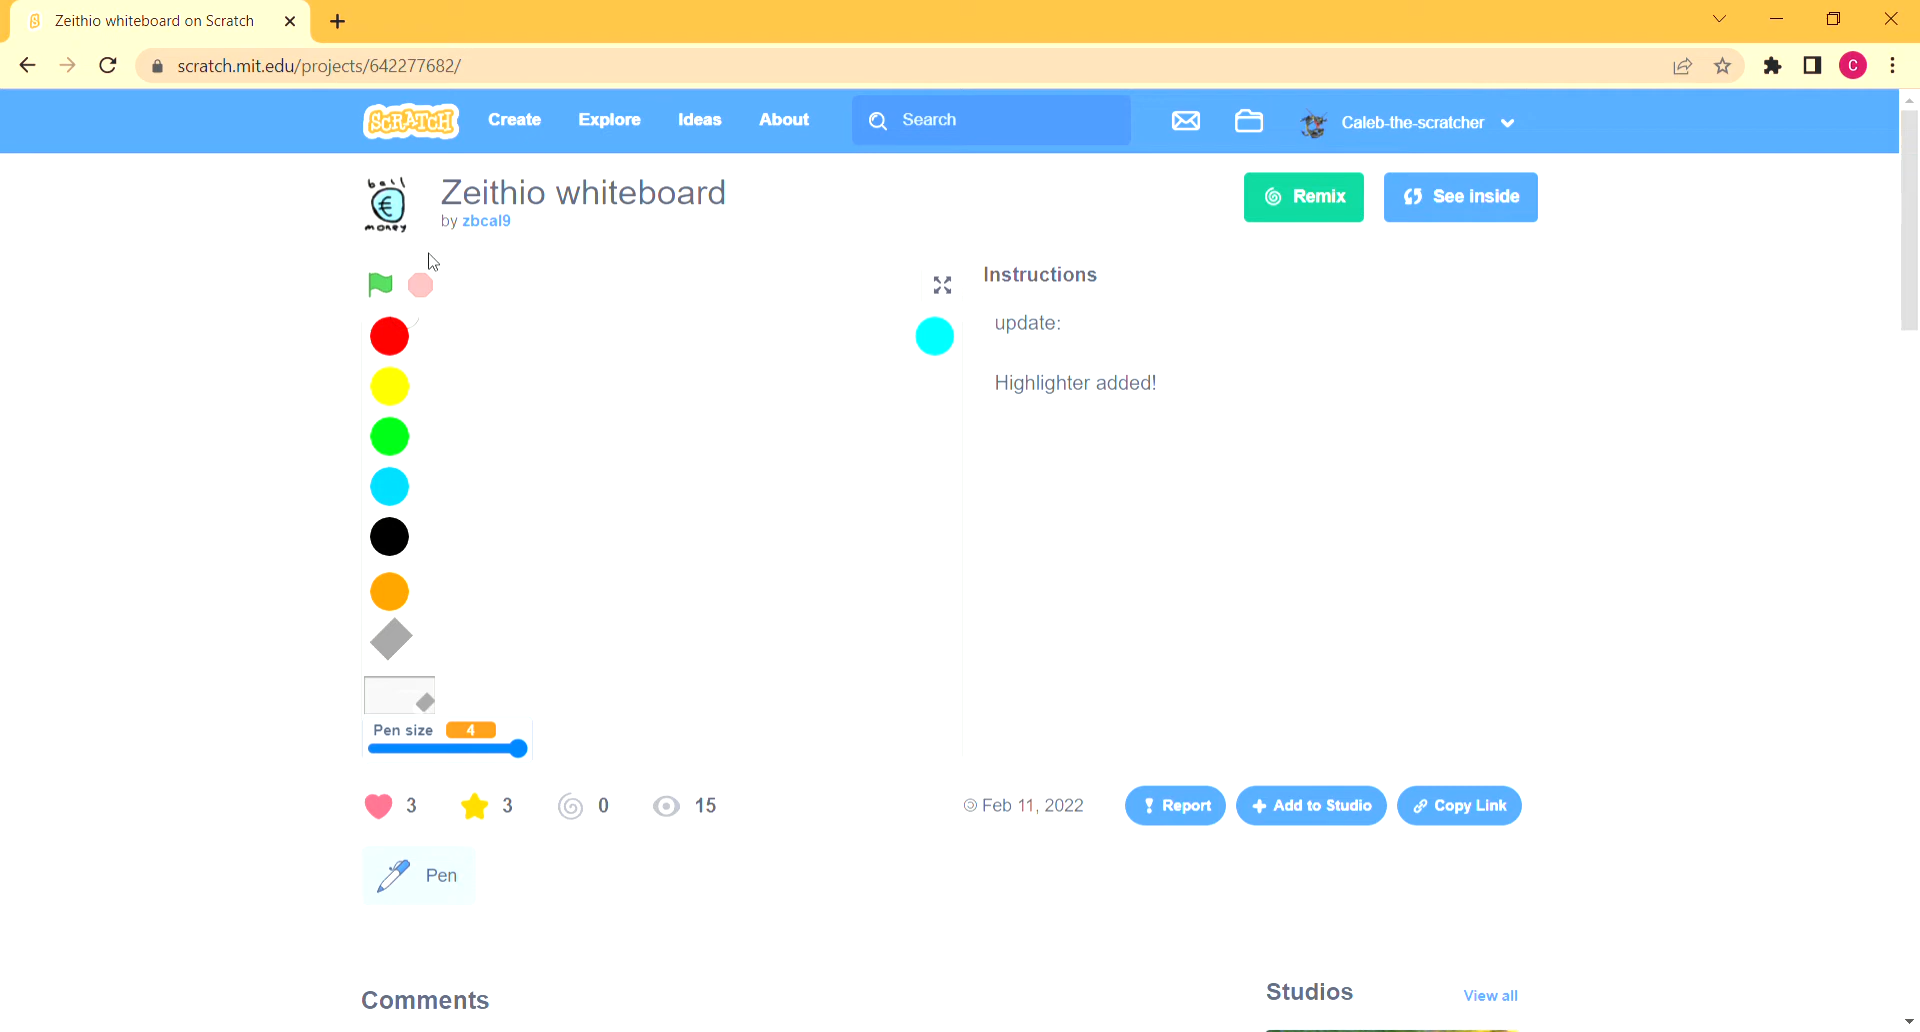 Zeithio whiteboard on Scratch
scratch.mit.edu/projects/642277682/
C
SCRATCH
Create
Explore
Ideas
About
Search
Caleb-the-scratcher
ball
€
money
Zeithio whiteboard
by zbcal9
Remix
See inside
Instructions
update:
Highlighter added!
Pen size 4
3
3
0
15
Feb 11, 2022
Report
Add to Studio
Copy Link
Pen
Comments
Studios
View all